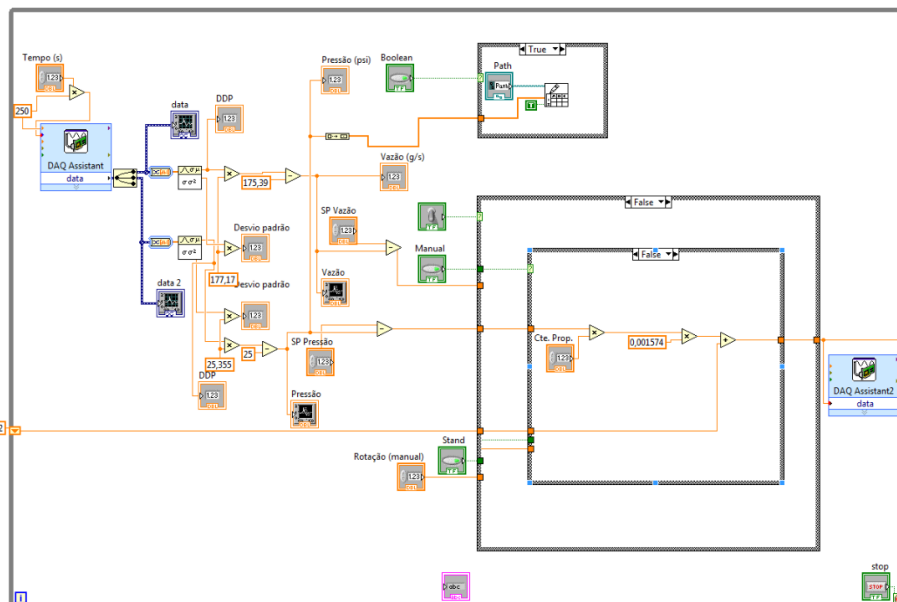 Tempo (s)
250
DAQ Assistant
data
data
DDP
Pressão (psi)
Boolean
True
Path
175,39
Vazão (g/s)
SP Vazão
Desvio padrão
177,17
Desvio padrão
data 2
Vazão
Manual
25,355
25
SP Pressão
DDP
Pressão
False
False
Cte. Prop.
0,001574
DAQ Assistant2
data
Stand
Rotação (manual)
abc
stop
STOP
i